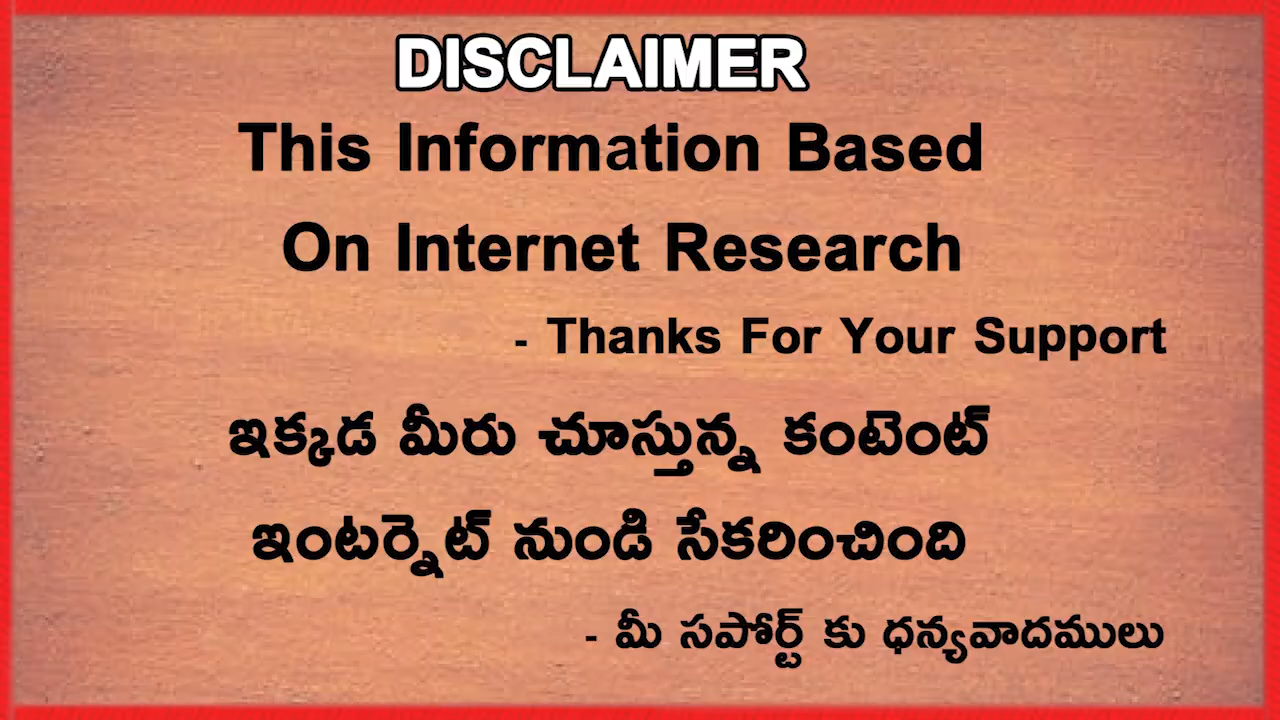 DISCLAIMER
This Information Based
On Internet Research
- Thanks For Your Support
ఇక్కడ మీరు చూస్తున్న కంటెంట్
ఇంటర్నెట్ నుండి సేకరించింది
- మీ సపోర్ట్ కు ధన్యవాదములు